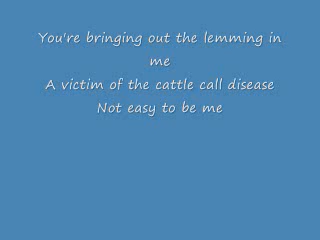 You're bringing out the lemming in
me
A victim of the cattle call disease
Not easy to be me